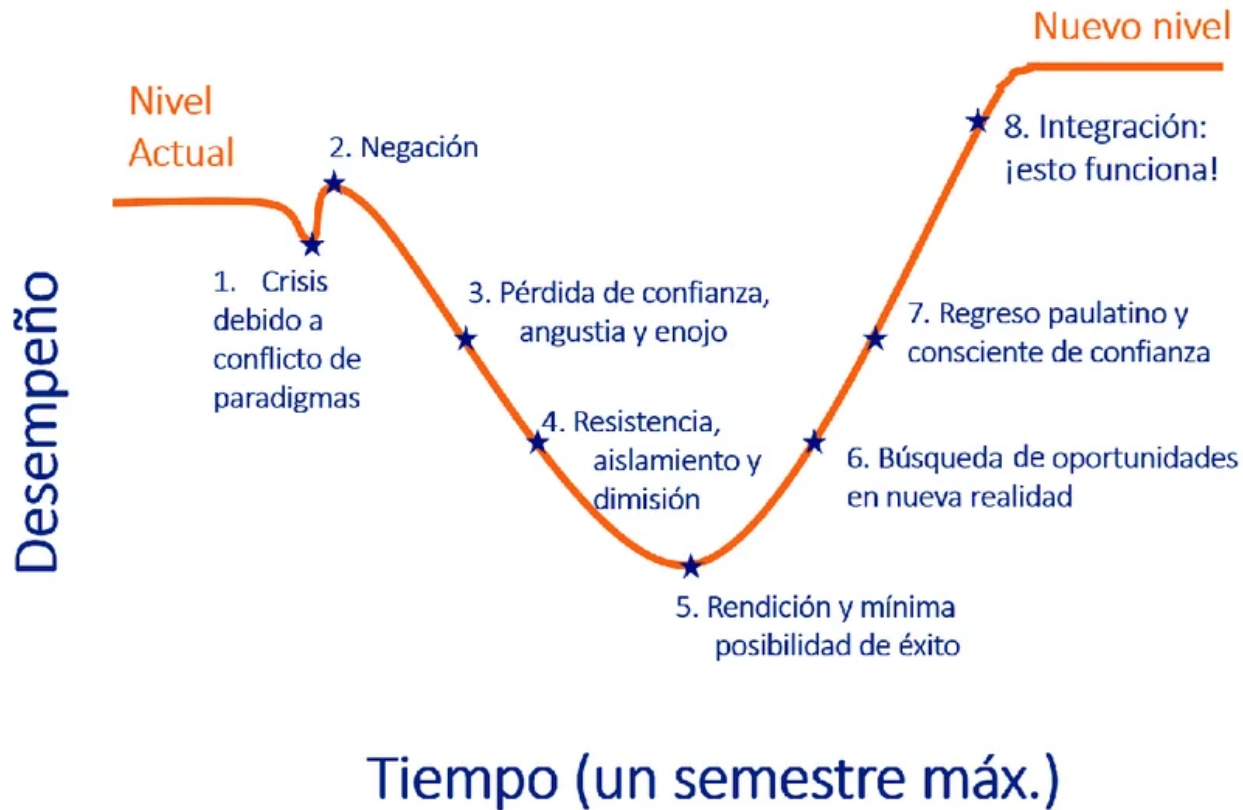 Nuevo nivel
Nivel
Actual
2. Negación
8. Integración:
¡esto funciona!
1. Crisis
debido a
conflicto de
paradigmas
3. Pérdida de confianza,
angustia y enojo
7. Regreso paulatino y
consciente de confianza
4. Resistencia,
aislamiento y
dimisión
6. Búsqueda de oportunidades
en nueva realidad
5. Rendición y mínima
posibilidad de éxito
Desempeño
Tiempo (un semestre máx.)